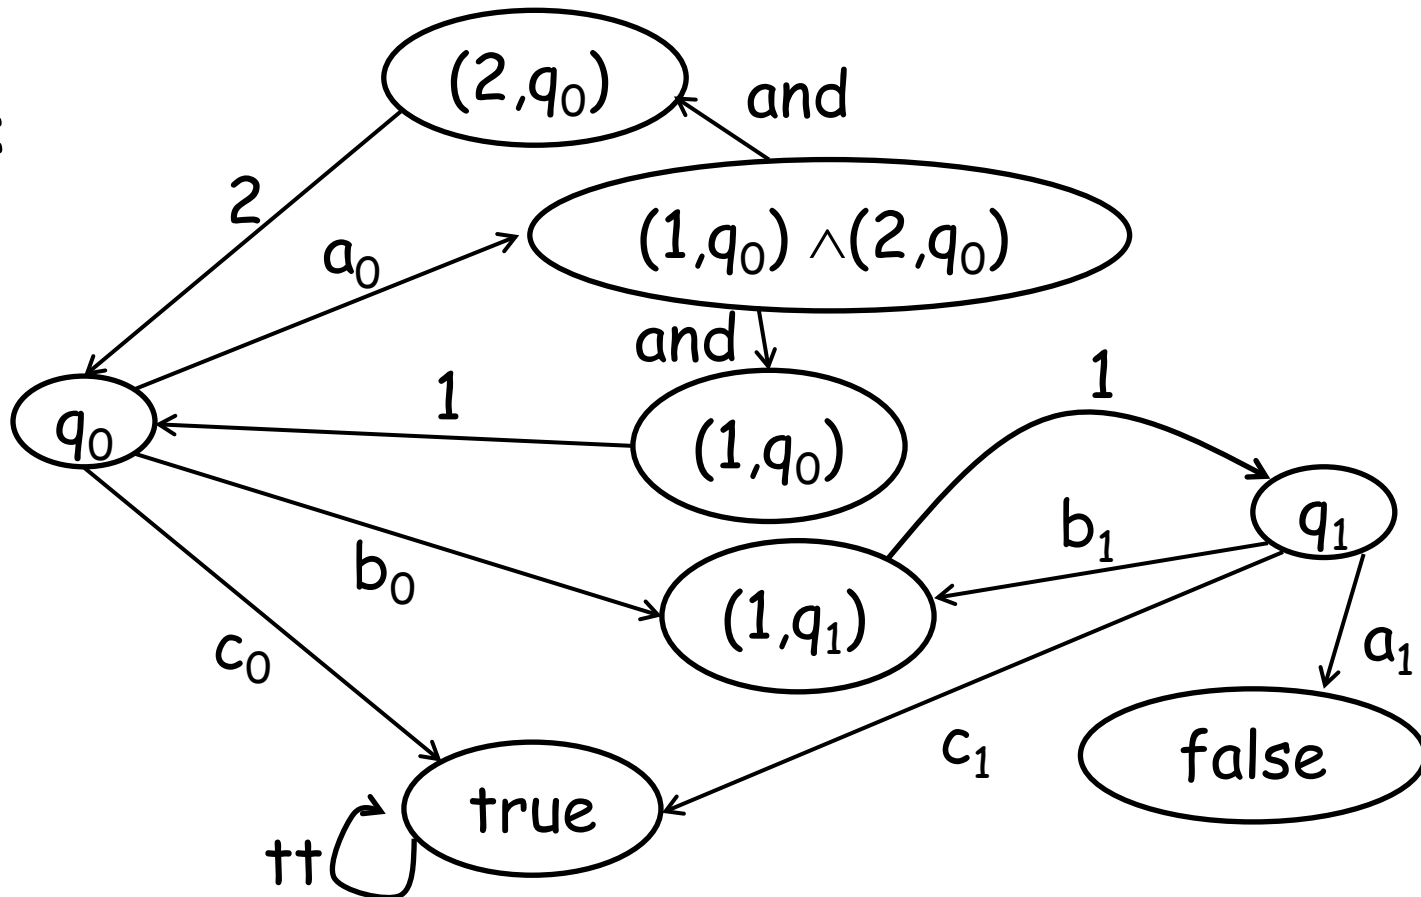 (2,q₀)
and
:
2
a₀
(1,q₀) ∧(2,q₀)
and
1
1
q₀
(1,q₀)
q₁
b₁
b₀
(1,q₁)
a₁
c₀
c₁
false
true
tt